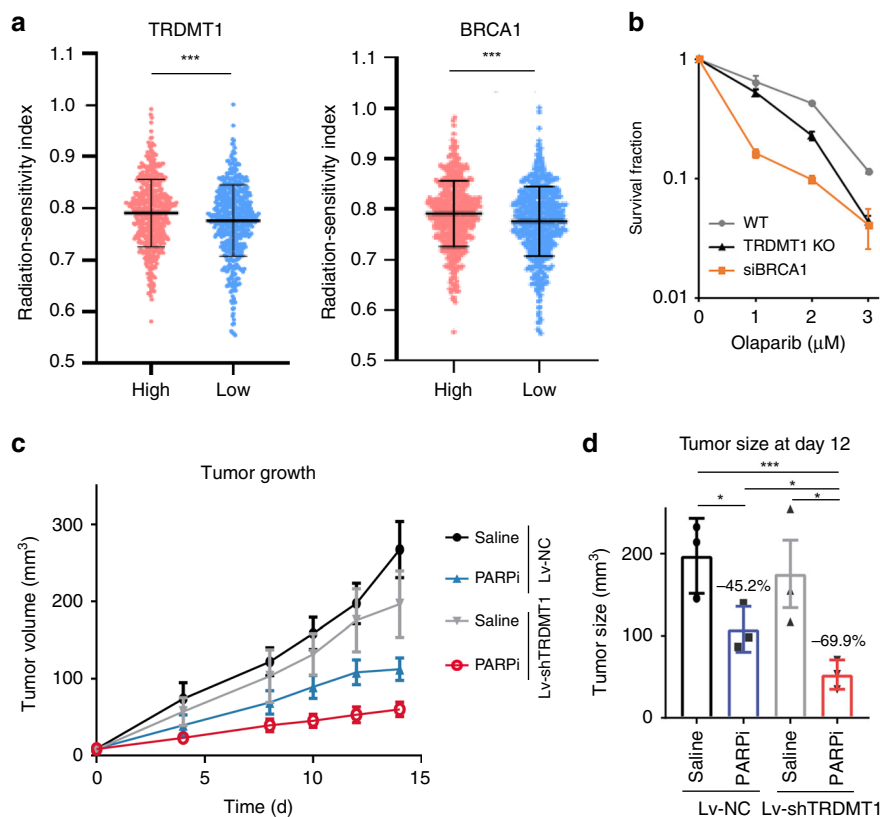 a
TRDMT1
***
1.1
1.0
0.9
0.8
0.7
0.6
0.5
Radiation-sensitivity index
High
Low
BRCA1
***
1.1
1.0
0.9
0.8
0.7
0.6
0.5
Radiation-sensitivity index
High
Low
b
1
0.1
0.01
Survival fraction
WT
TRDMT1 KO
siBRCA1
0
1
2
3
Olaparib (μM)
c
Tumor growth
300
200
100
0
Tumor volume (mm³)
0
5
10
15
Time (d)
Saline
PARPi
Lv-NC
Saline
PARPi
Lv-shTRDMT1
d
Tumor size at day 12
***
*
*
*
200
100
0
Tumor size (mm³)
–45.2%
–69.9%
Saline
PARPi
Saline
PARPi
Lv-NC
Lv-shTRDMT1